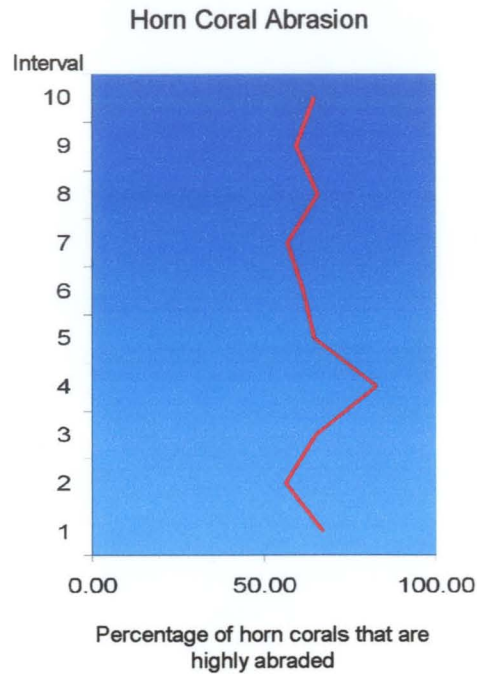 Horn Coral Abrasion
Interval
10
9
8
7
6
5
4
3
2
1
0.00 50.00 100.00
Percentage of horn corals that are
highly abraded